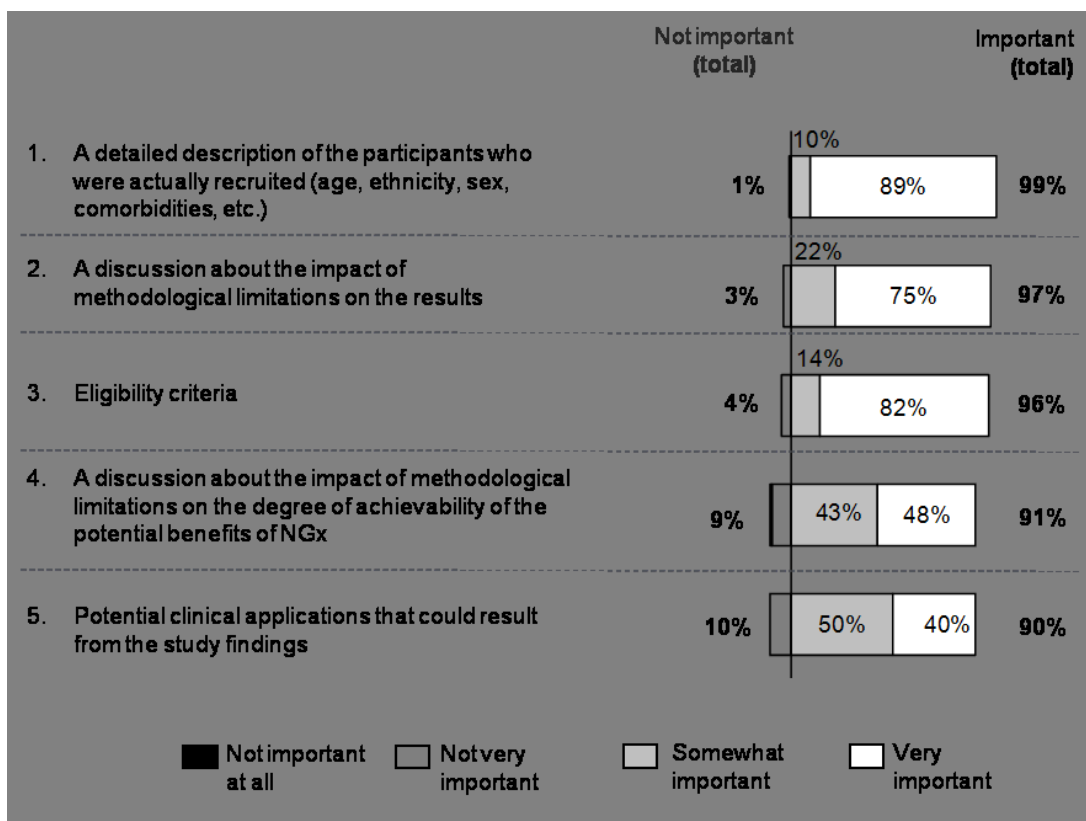 Not important
(total)
Important
(total)
1. A detailed description of the participants who
were actually recruited (age, ethnicity, sex,
comorbidities, etc.)
1%
10%
89%
99%
2. A discussion about the impact of
methodological limitations on the results
3%
22%
75%
97%
3. Eligibility criteria
4%
14%
82%
96%
4. A discussion about the impact of methodological
limitations on the degree of achievability of the
potential benefits of NGx
9%
43%
48%
91%
5. Potential clinical applications that could result
from the study findings
10%
50%
40%
90%
Not important
at all
Not very
important
Somewhat
important
Very
important